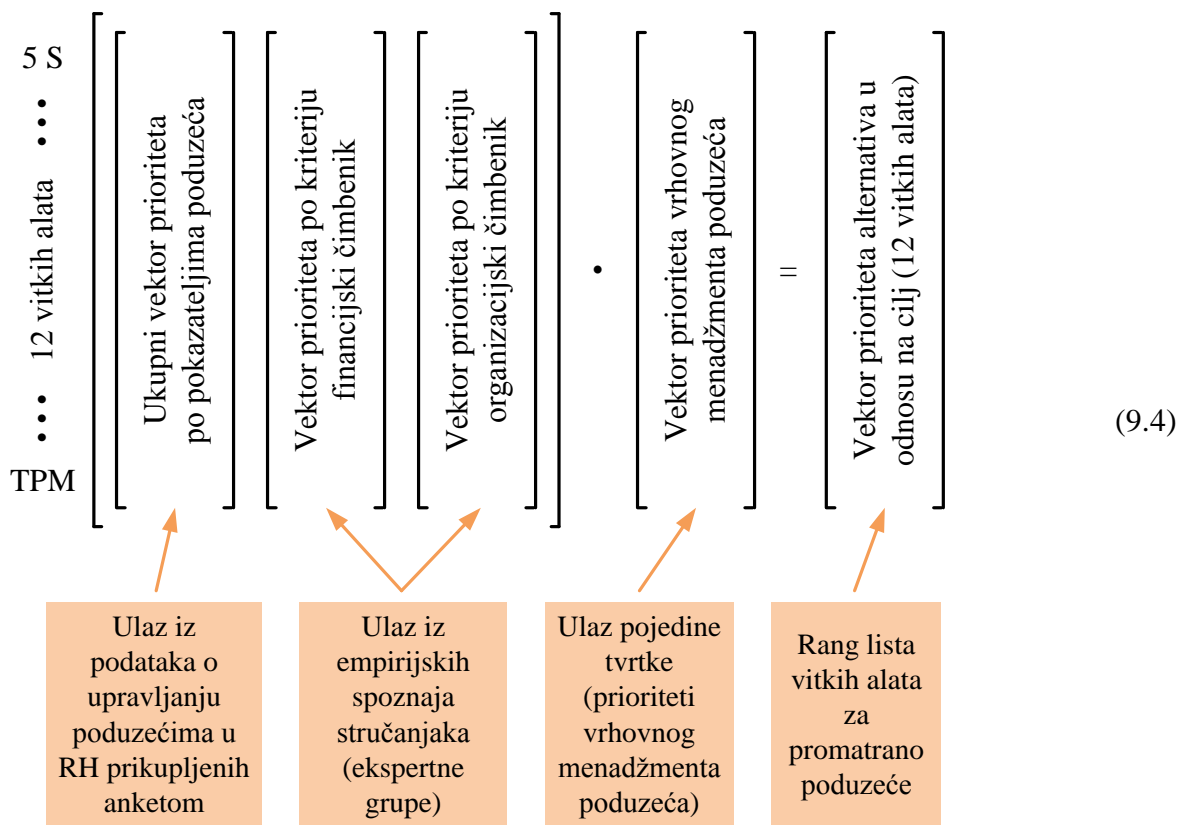 5 S
•••
12 vitkih alata
•••
TPM
Ukupni vektor prioriteta
po pokazateljima poduzeća
Vektor prioriteta po kriteriju
financijski čimbenik
Vektor prioriteta po kriteriju
organizacijski čimbenik
•
Vektor prioriteta vrhovnog
menadžmenta poduzeća
=
Vektor prioriteta alternativa u
odnosu na cilj (12 vitkih alata)
(9.4)
Ulaz iz
podataka o
upravljanju
poduzećima u
RH prikupljenih
anketom
Ulaz iz
empirijskih
spoznaja
stručanjaka
(ekspertne
grupe)
Ulaz pojedine
tvrtke
(prioriteti
vrhovnog
menadžmenta
poduzeća)
Rang lista
vitkih alata
za
promatrano
poduzeće